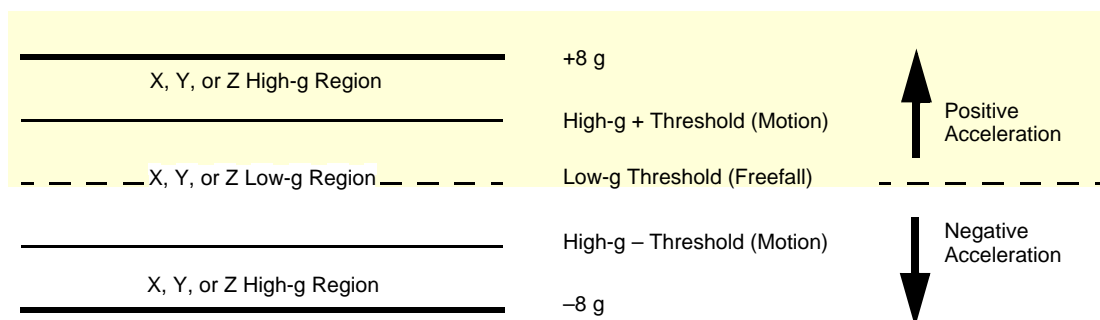 +8 g
X, Y, or Z High-g Region
High-g + Threshold (Motion)
Positive
Acceleration
X, Y, or Z Low-g Region
Low-g Threshold (Freefall)
High-g – Threshold (Motion)
Negative
Acceleration
X, Y, or Z High-g Region
–8 g